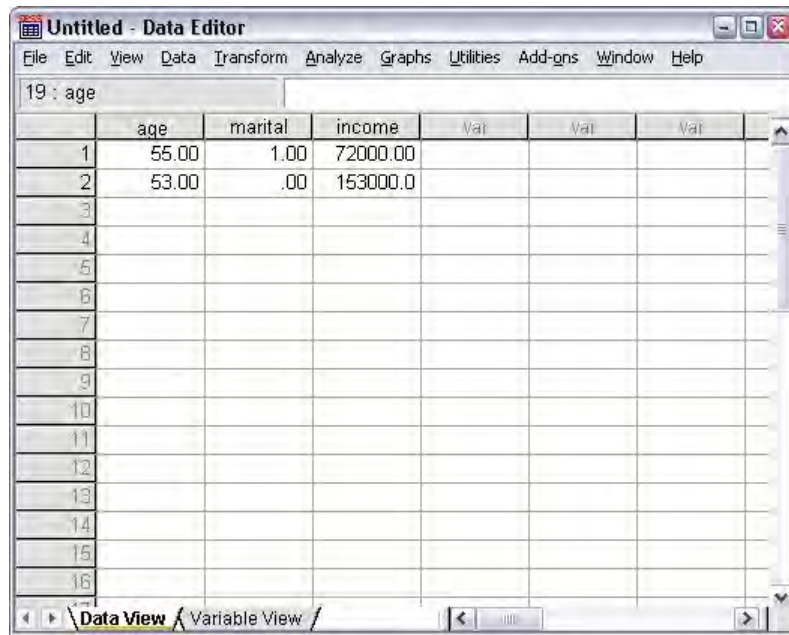 Untitled - Data Editor
File Edit View Data Transform Analyze Graphs Utilities Add-ons Window Help
19 : age
age marital income var var var
1 55.00 1.00 72000.00
2 53.00 .00 153000.0
3
4
5
6
7
8
9
10
11
12
13
14
15
16
Data View Variable View